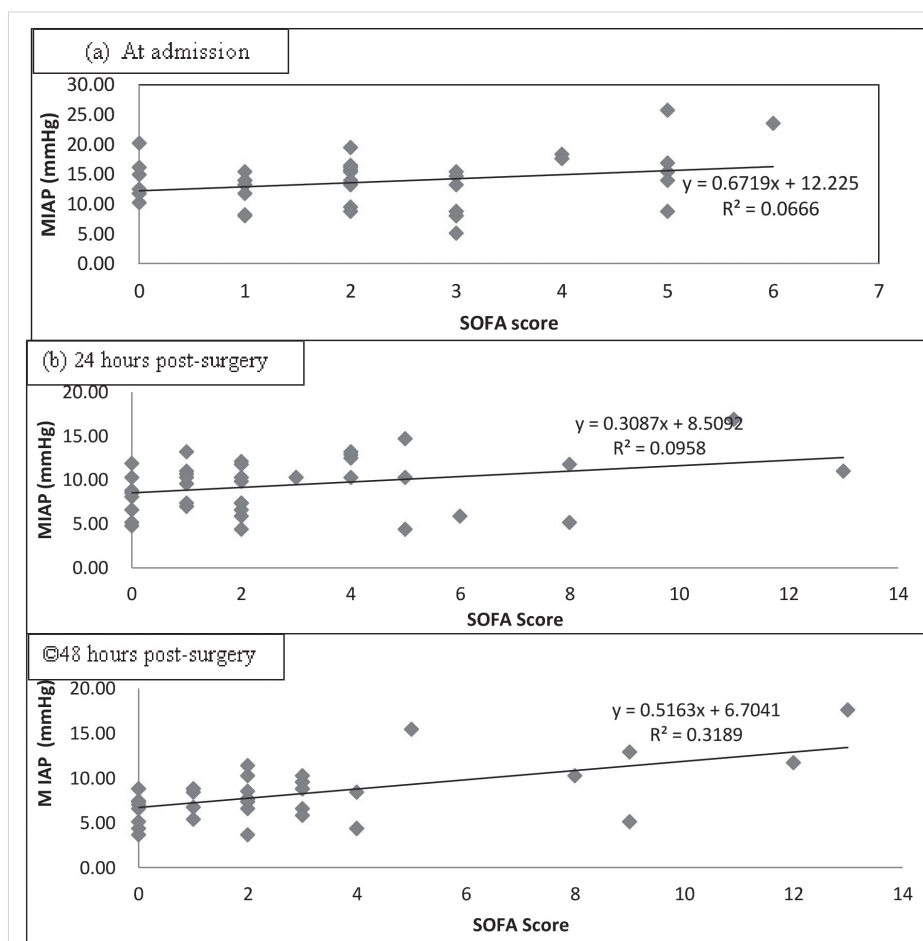 (a) At admission
30.00
25.00
20.00
15.00
10.00
5.00
0.00
MIAP (mmHg)
y = 0.6719x + 12.225
R² = 0.0666
0 1 2 3 4 5 6 7
SOFA score
(b) 24 hours post-surgery
20.00
15.00
10.00
5.00
0.00
MIAP (mmHg)
y = 0.3087x + 8.5092
R² = 0.0958
0 2 4 6 8 10 12 14
SOFA Score
©48 hours post-surgery
20.00
15.00
10.00
5.00
0.00
M IAP (mmHg)
y = 0.5163x + 6.7041
R² = 0.3189
0 2 4 6 8 10 12 14
SOFA Score